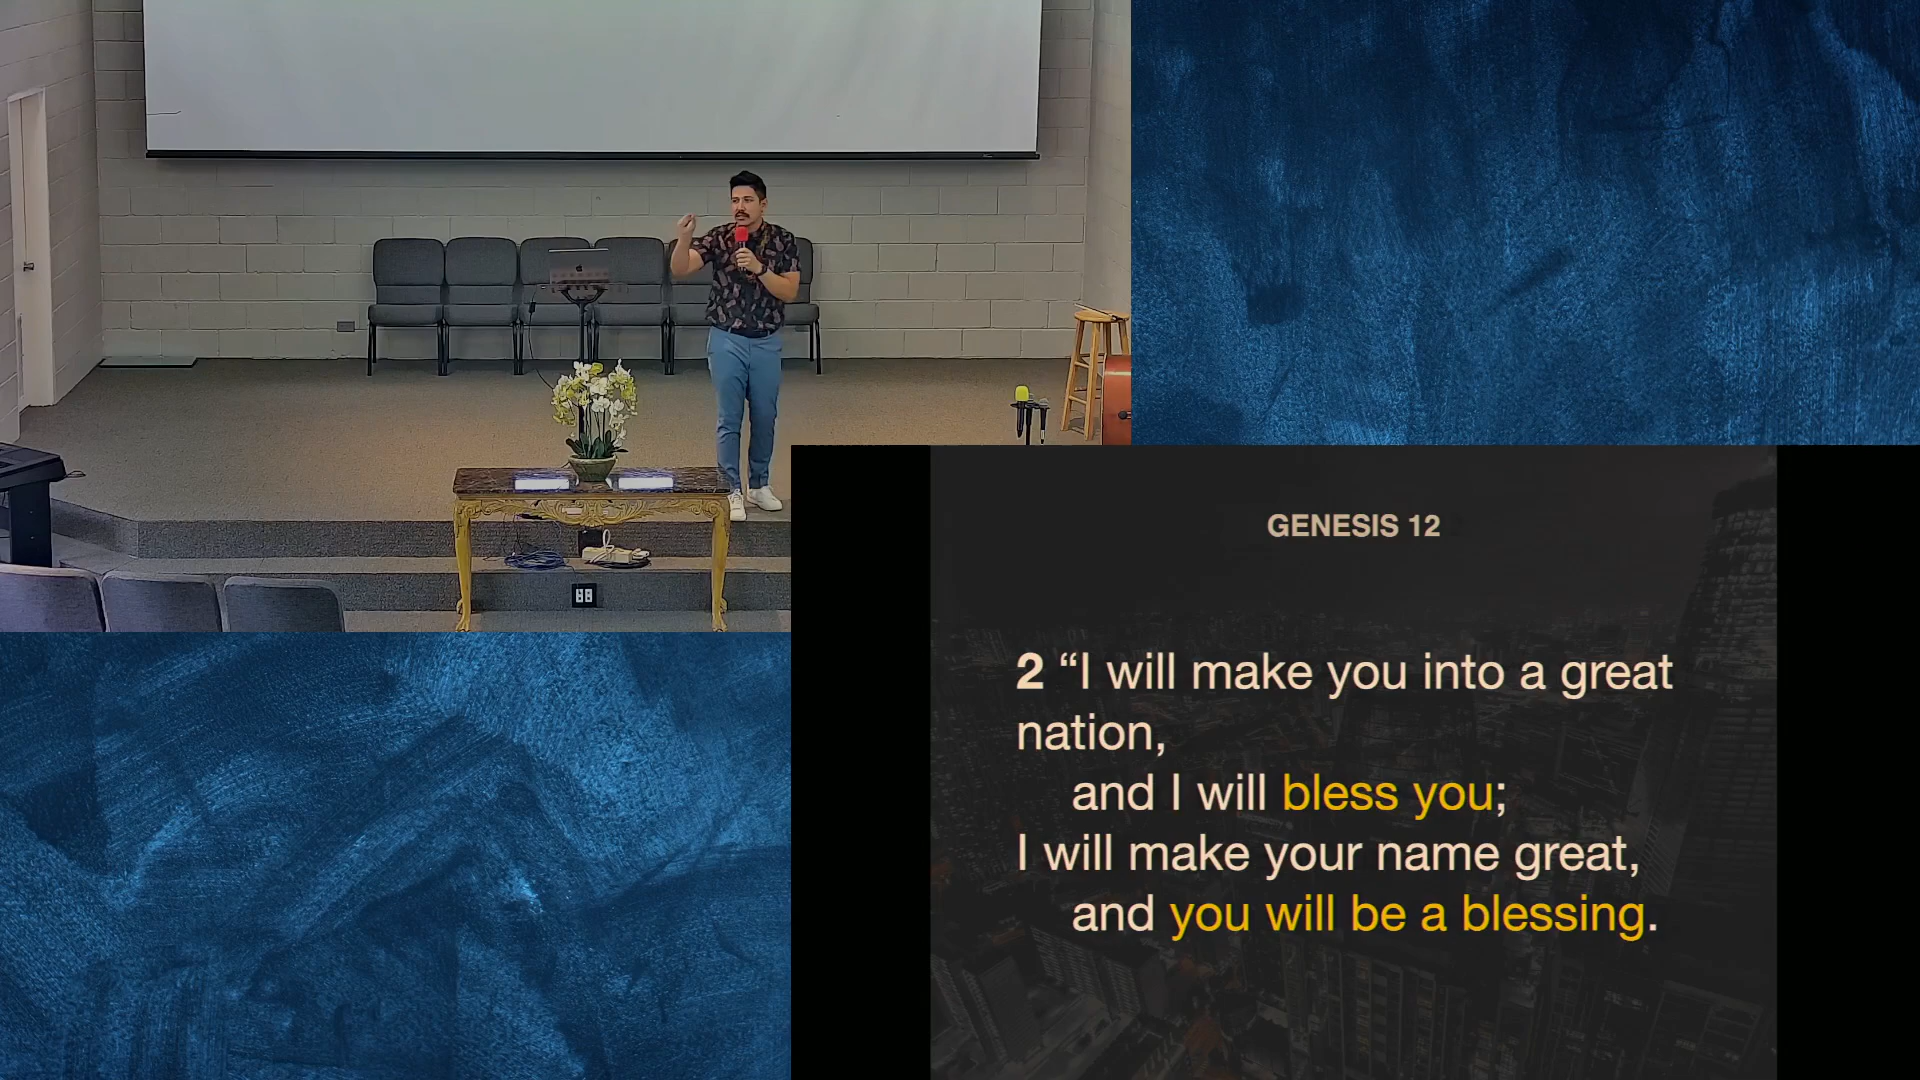 GENESIS 12
2 “I will make you into a great
nation,
and I will bless you;
I will make your name great,
and you will be a blessing.